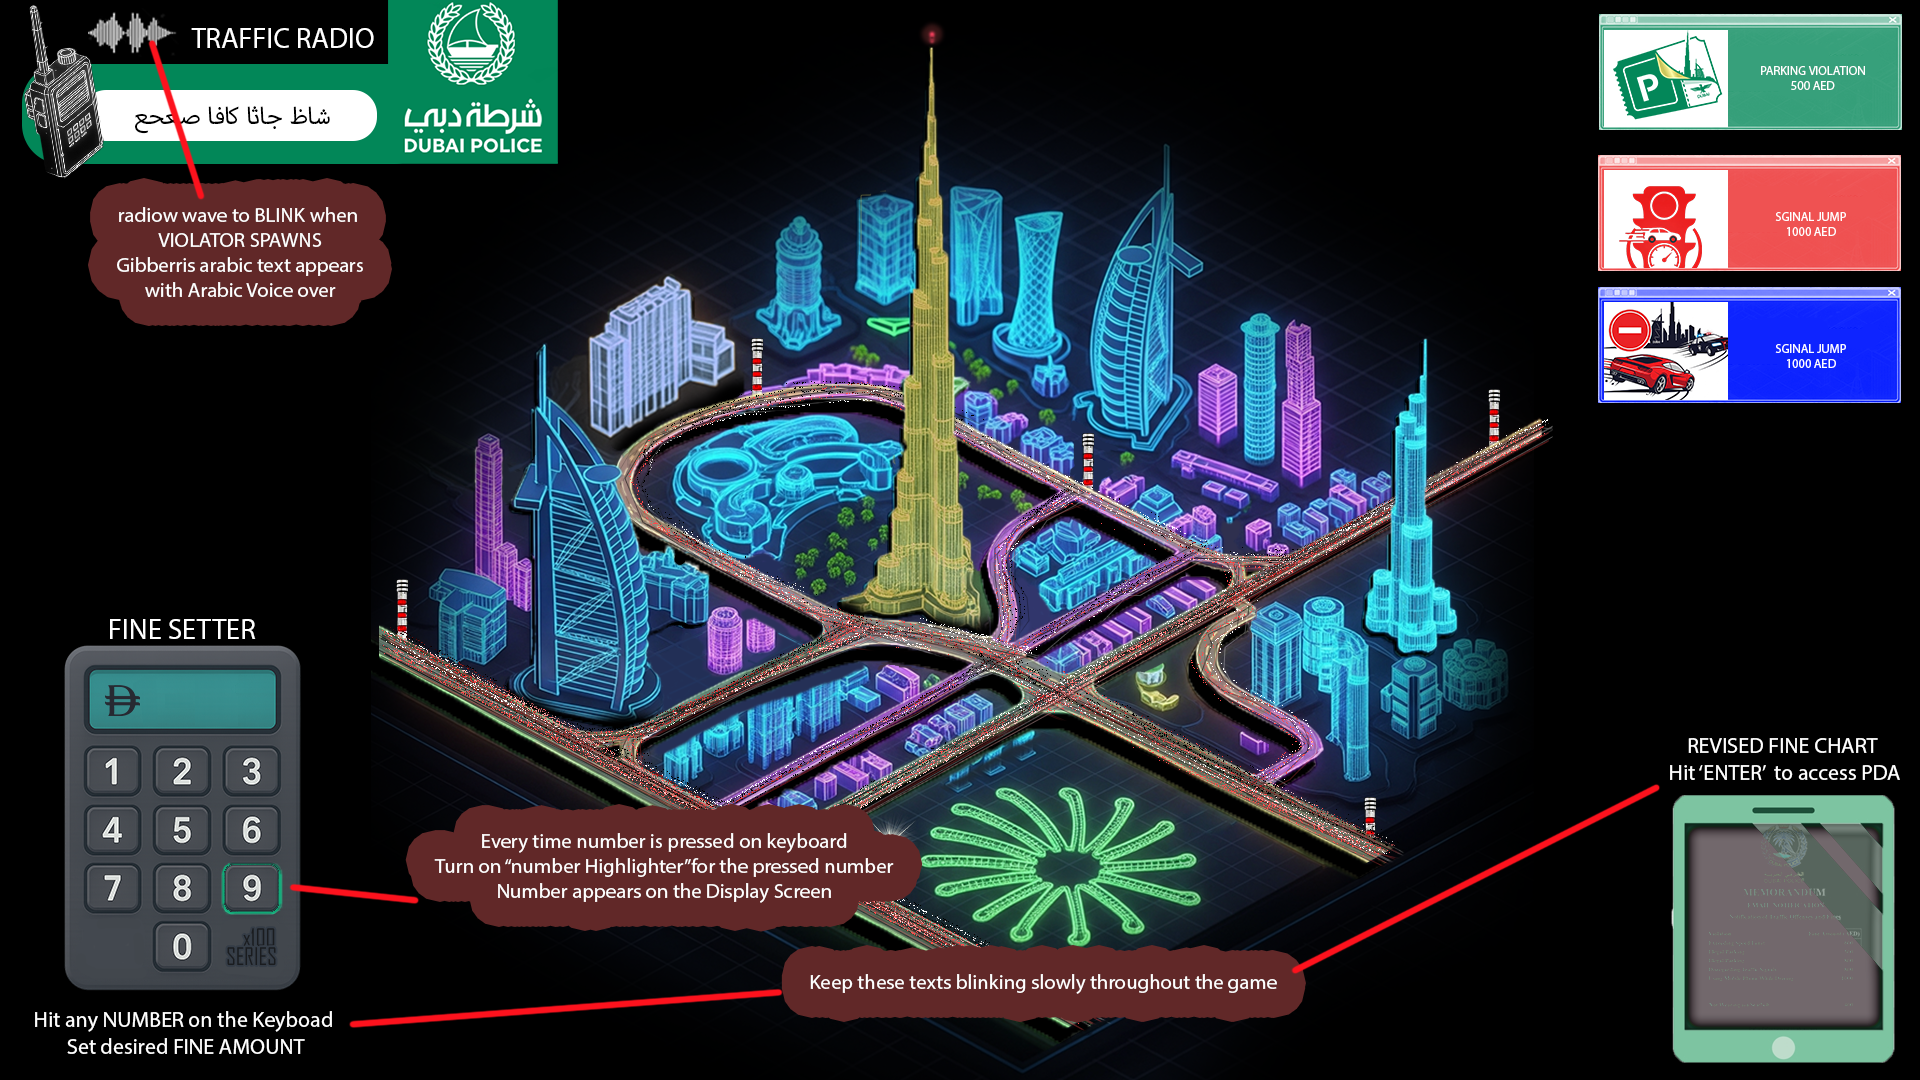 TRAFFIC RADIO
شاظ جاثا كافا صعحع
شرطة دبي
DUBAI POLICE
radiow wave to BLINK when
VIOLATOR SPAWNS
Gibberris arabic text appears
with Arabic Voice over
P
PARKING VIOLATION
500 AED
SGINAL JUMP
1000 AED
SGINAL JUMP
1000 AED
FINE SETTER
1 2 3
4 5 6
7 8 9
0 x100
SERIES
Hit any NUMBER on the Keyboad
Set desired FINE AMOUNT
Every time number is pressed on keyboard
Turn on “number Highlighter”for the pressed number
Number appears on the Display Screen
Keep these texts blinking slowly throughout the game
REVISED FINE CHART
Hit ‘ENTER’ to access PDA
MEMORANDUM